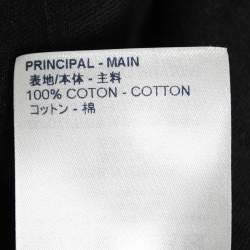 PRINCIPAL - MAIN
表地/本体 - 主料
100% COTON - COTTON
コットン - 棉